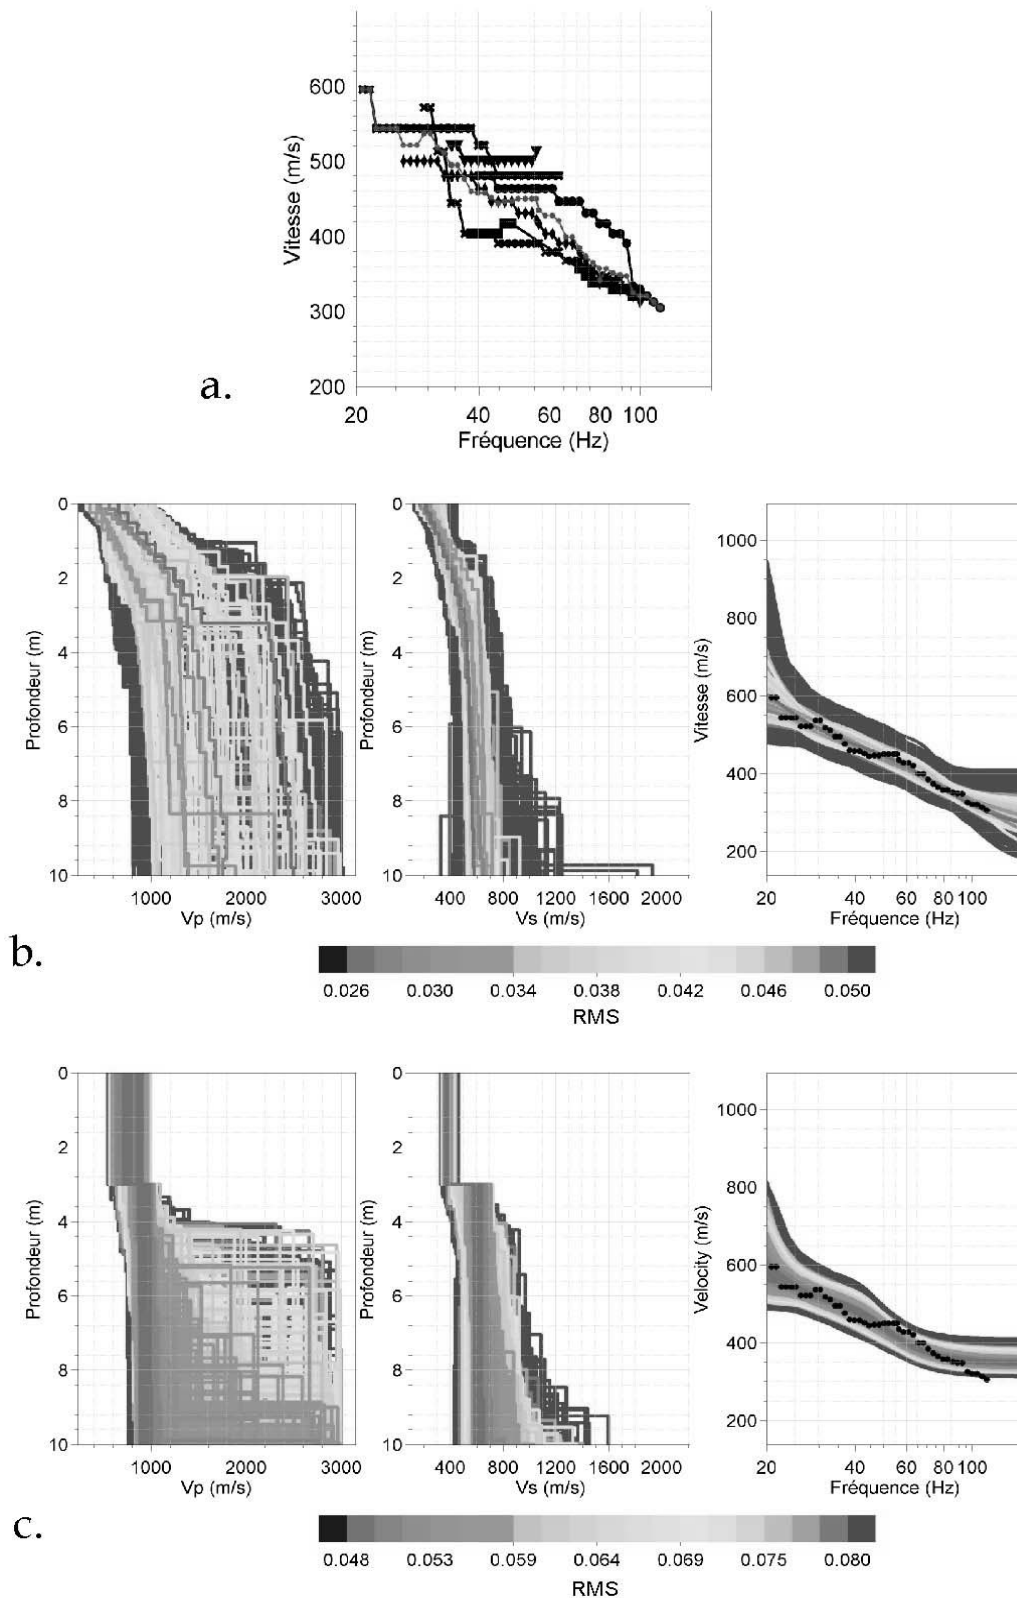 600
500
400
300
200
Vitesse (m/s)
20 40 60 80 100
Fréquence (Hz)
a.
0
2
4
6
8
10
Profondeur (m)
1000 2000 3000
Vp (m/s)
0
2
4
6
8
10
Profondeur (m)
400 800 1200 1600 2000
Vs (m/s)
1000
800
600
400
200
Vitesse (m/s)
20 40 60 80 100
Fréquence (Hz)
b.
0.026 0.030 0.034 0.038 0.042 0.046 0.050
RMS
0
2
4
6
8
10
Profondeur (m)
1000 2000 3000
Vp (m/s)
0
2
4
6
8
10
Profondeur (m)
400 800 1200 1600 2000
Vs (m/s)
1000
800
600
400
200
Velocity (m/s)
20 40 60 80 100
Fréquence (Hz)
c.
0.048 0.053 0.059 0.064 0.069 0.075 0.080
RMS